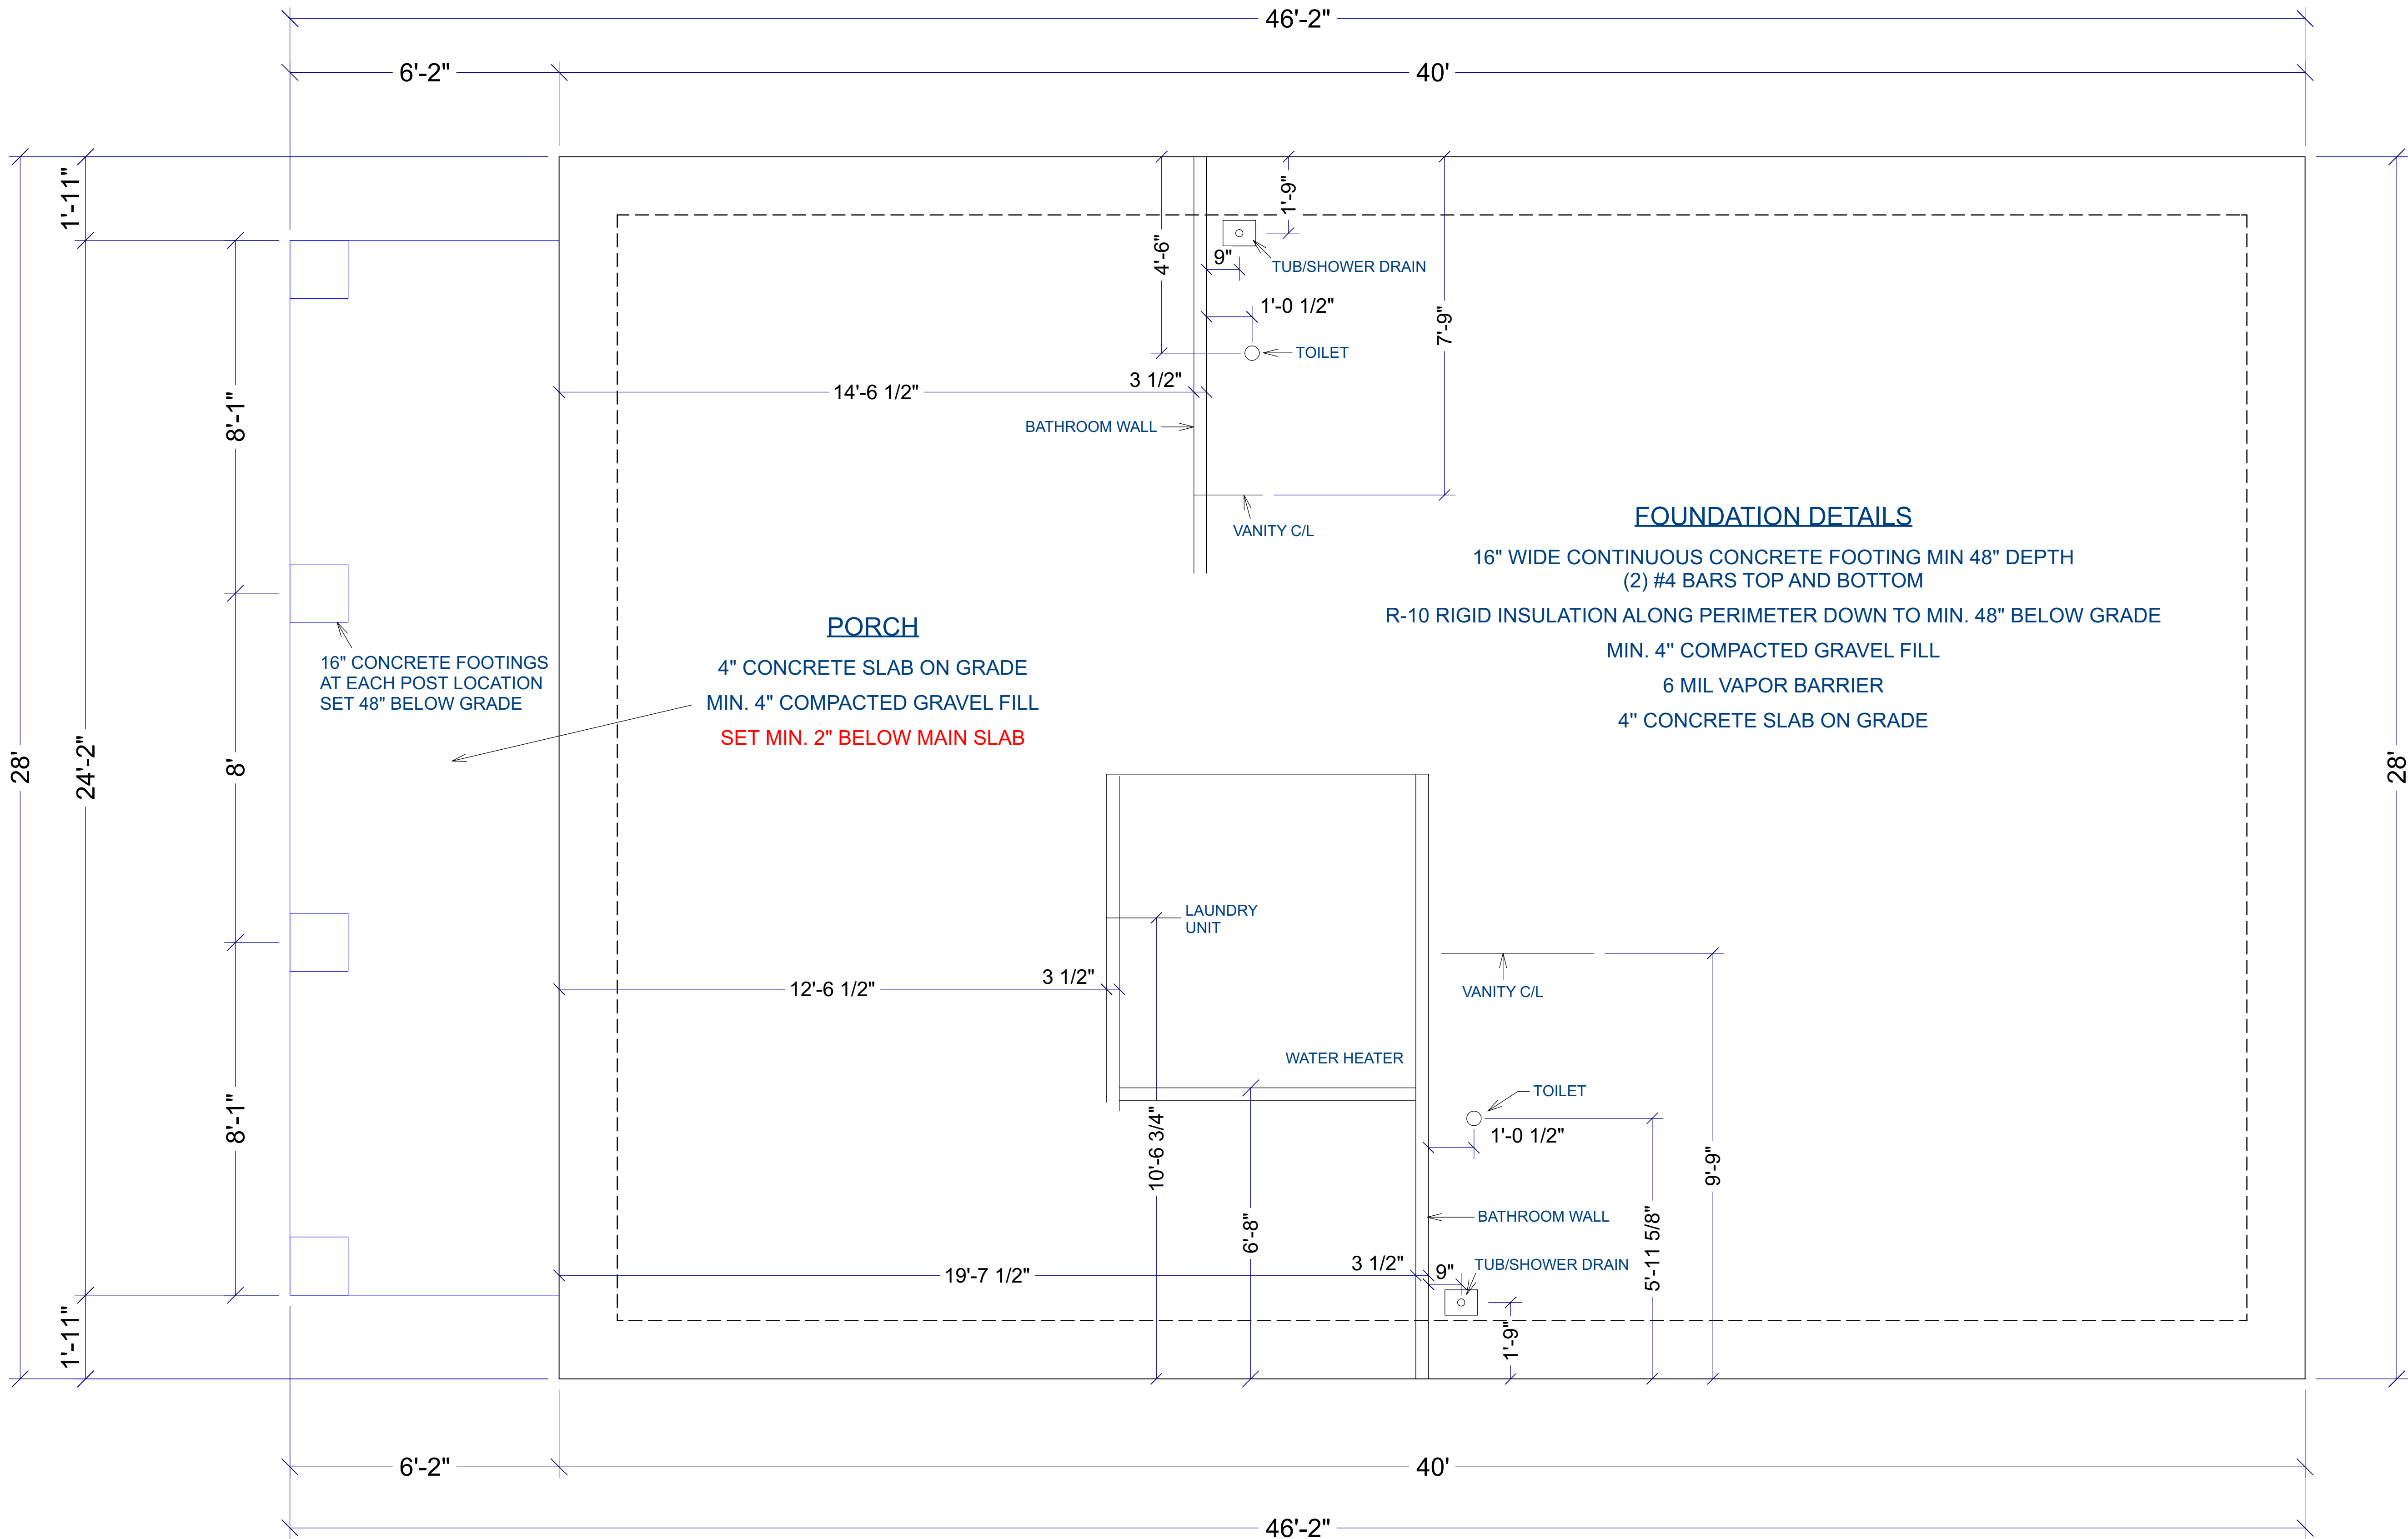 46'-2"
6'-2"
40'
1'-11"
1'-9"
4'-6"
9"
TUB/SHOWER DRAIN
1'-0 1/2"
7'-9"
TOILET
3 1/2"
14'-6 1/2"
8'-1"
BATHROOM WALL
VANITY C/L
FOUNDATION DETAILS
16" WIDE CONTINUOUS CONCRETE FOOTING MIN 48" DEPTH
(2) #4 BARS TOP AND BOTTOM
R-10 RIGID INSULATION ALONG PERIMETER DOWN TO MIN. 48" BELOW GRADE
MIN. 4" COMPACTED GRAVEL FILL
6 MIL VAPOR BARRIER
4" CONCRETE SLAB ON GRADE
PORCH
4" CONCRETE SLAB ON GRADE
MIN. 4" COMPACTED GRAVEL FILL
SET MIN. 2" BELOW MAIN SLAB
16" CONCRETE FOOTINGS
AT EACH POST LOCATION
SET 48" BELOW GRADE
28'
24'-2"
8'
28'
LAUNDRY
UNIT
3 1/2"
12'-6 1/2"
VANITY C/L
WATER HEATER
TOILET
8'-1"
10'-6 3/4"
1'-0 1/2"
9'-9"
BATHROOM WALL
6'-8"
5'-11 5/8"
3 1/2"
TUB/SHOWER DRAIN
19'-7 1/2"
9"
1'-11"
1'-9"
6'-2"
40'
46'-2"